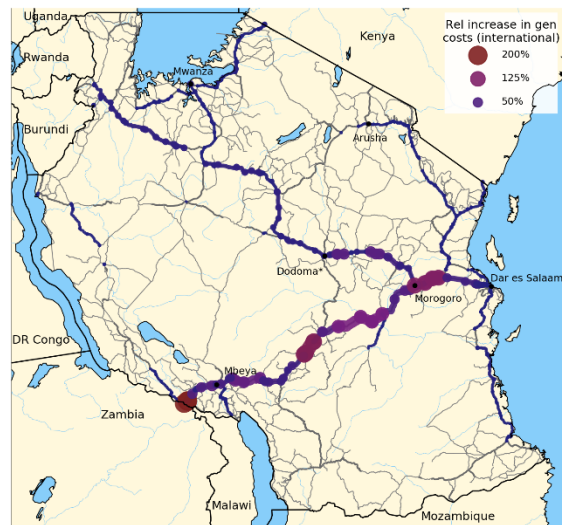 Uganda
Kenya
Rel increase in gen
costs (international)
200%
125%
50%
Rwanda
Mwanza
Burundi
Arusha
Dodoma*
Dar es Salaam
Morogoro
DR Congo
Mbeya
Zambia
Malawi
Mozambique